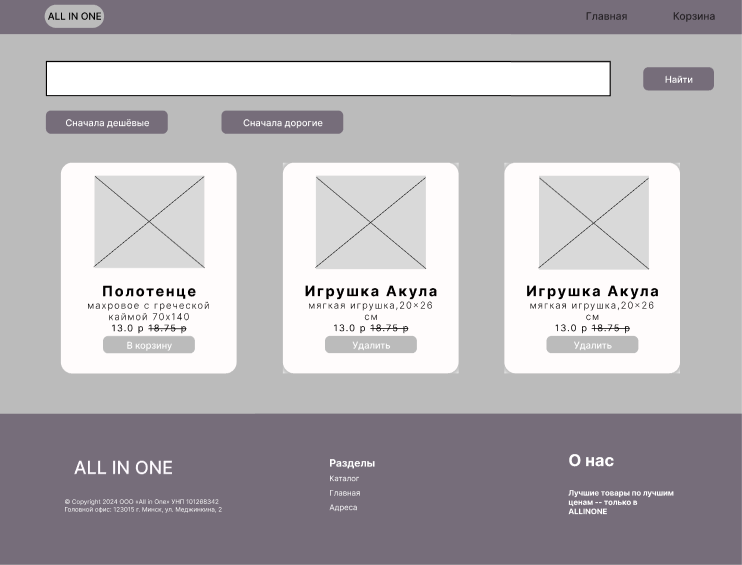 ALL IN ONE
Главная
Корзина
Найти
Сначала дешёвые
Сначала дорогие
Полотенце
махровое с греческой
каймой 70x140
13.0 р 18.75 р
В корзину
Игрушка Акула
мягкая игрушка,20×26
см
13.0 р 18.75 р
Удалить
Игрушка Акула
мягкая игрушка,20×26
см
13.0 р 18.75 р
Удалить
ALL IN ONE
© Copyright 2024 ООО «All in One» УНП 101268342
Головной офис: 123015 г. Минск, ул. Меджинкина, 2
Разделы
Каталог
Главная
Адреса
О нас
Лучшие товары по лучшим
ценам -- только в
ALLINONE